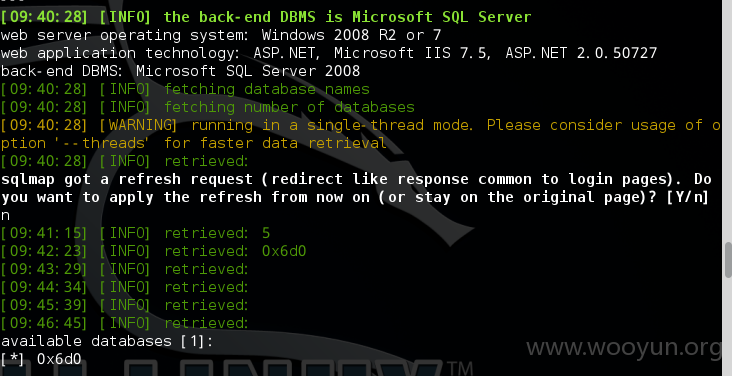 [09:40:28] [INFO] the back-end DBMS is Microsoft SQL Server
web server operating system: Windows 2008 R2 or 7
web application technology: ASP.NET, Microsoft IIS 7.5, ASP.NET 2.0.50727
back-end DBMS: Microsoft SQL Server 2008
[09:40:28] [INFO] fetching database names
[09:40:28] [INFO] fetching number of databases
[09:40:28] [WARNING] running in a single-thread mode. Please consider usage of o
ption '--threads' for faster data retrieval
[09:40:28] [INFO] retrieved:
sqlmap got a refresh request (redirect like response common to login pages). Do
you want to apply the refresh from now on (or stay on the original page)? [Y/n]
n
[09:41:15] [INFO] retrieved: 5
[09:42:23] [INFO] retrieved: 0x6d0
[09:43:29] [INFO] retrieved:
[09:44:34] [INFO] retrieved:
[09:45:39] [INFO] retrieved:
[09:46:45] [INFO] retrieved:
available databases [1]:
[*] 0x6d0
www.wooyun.org
TM